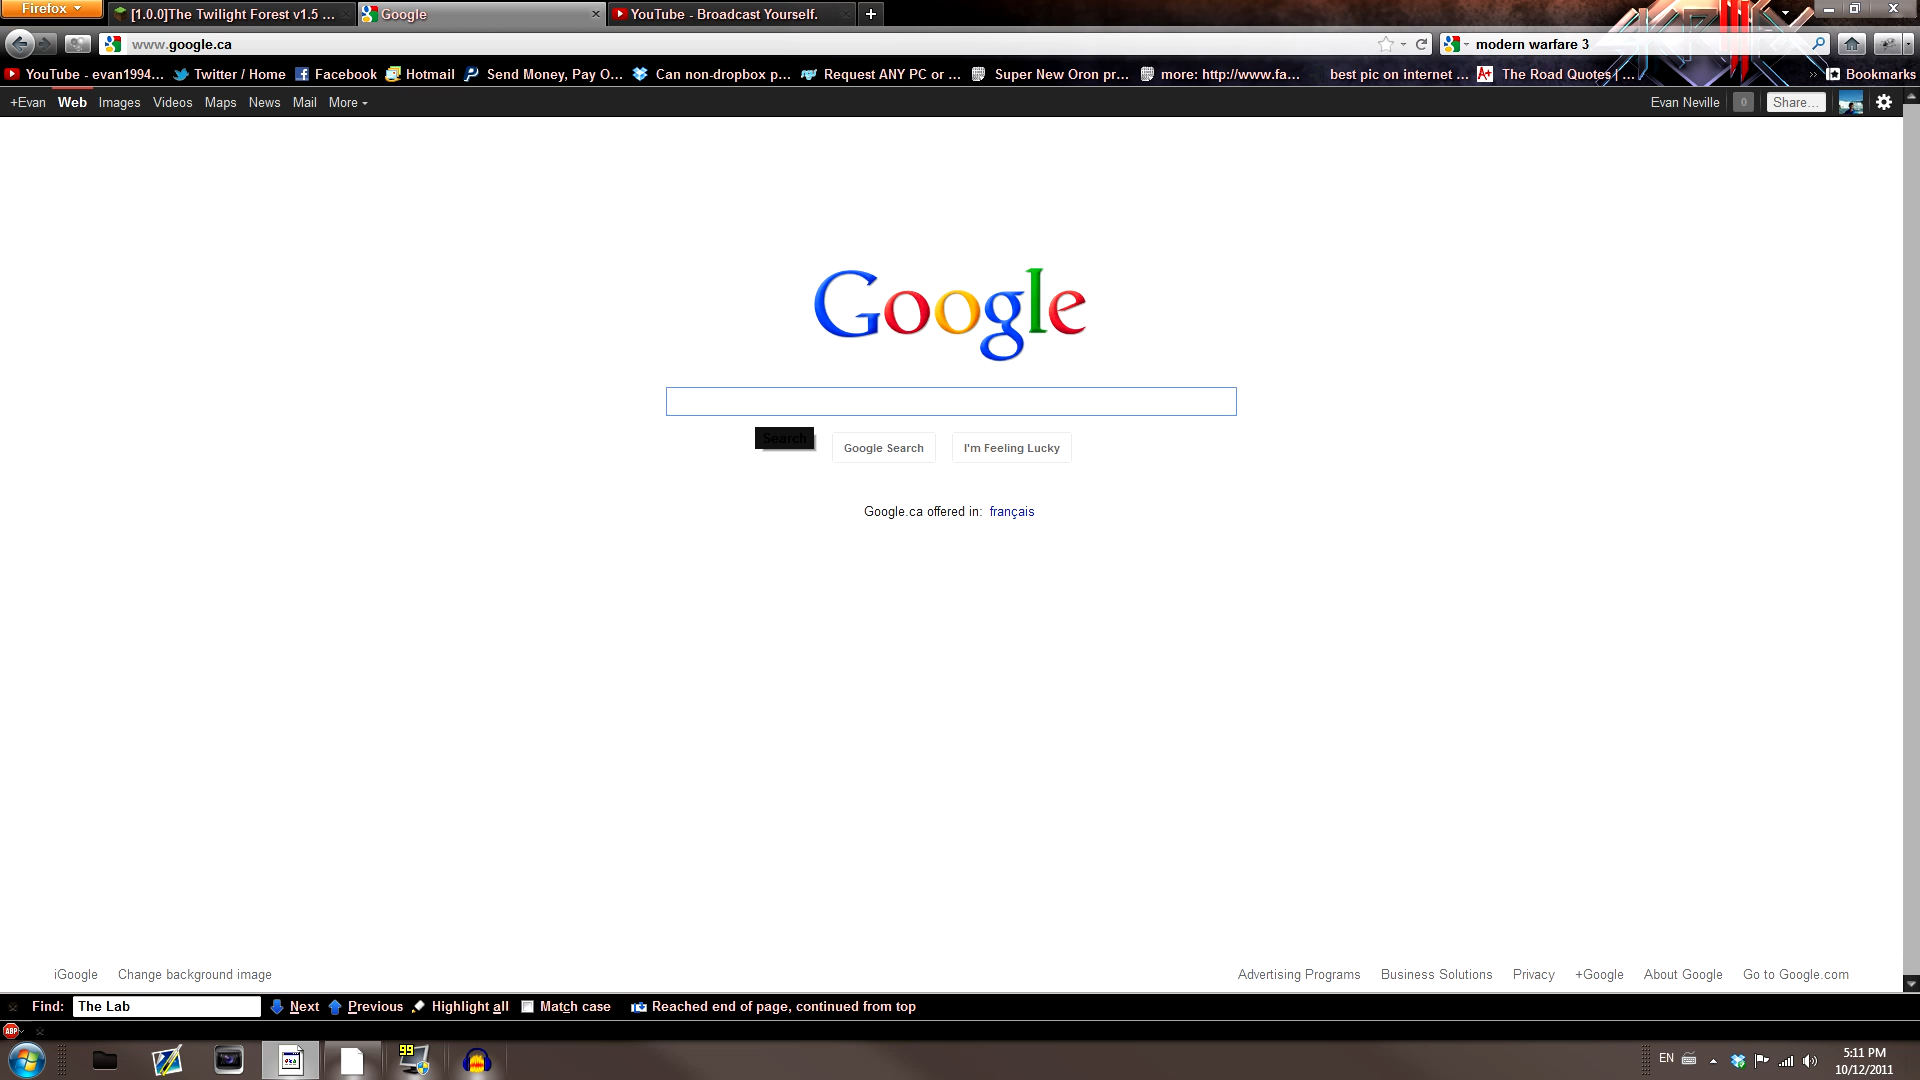 Firefox
[1.0.0]The Twilight Forest v1.5 ...
Google
YouTube - Broadcast Yourself.
www.google.ca
modern warfare 3
YouTube - evan1994...
Twitter / Home
Facebook
Hotmail
Send Money, Pay O...
Can non-dropbox p...
Request ANY PC or ...
Super New Oron pr...
more: http://www.fa...
best pic on internet ...
A+
The Road Quotes | ...
Bookmarks
+Evan Web Images Videos Maps News Mail More
Evan Neville
0
Share...
Google
Search
Google Search
I'm Feeling Lucky
Google.ca offered in: français
iGoogle
Change background image
Advertising Programs
Business Solutions
Privacy
+Google
About Google
Go to Google.com
Find:
The Lab
Next
Previous
Highlight all
Match case
Reached end of page, continued from top
ABP
99
EN
5:11 PM
10/12/2011